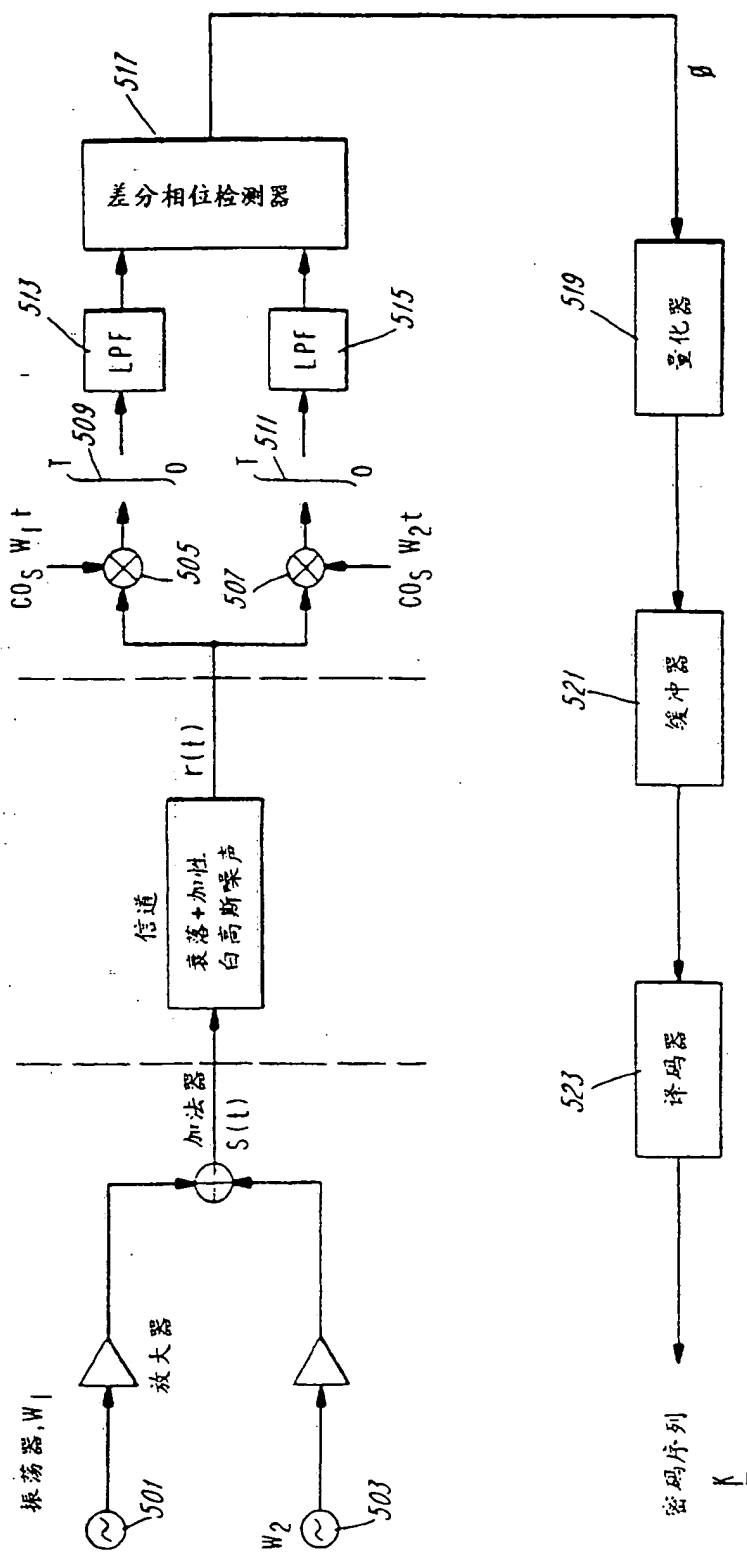 振荡器,W₁
501
放大器
W₂
503
加法器
S(t)
信道
衰落+加性
白高斯噪声
r(t)
COS W₁t
505
507
COS W₂t
T
509
O
T
511
O
513
LPF
LPF
515
517
差分相位检测器
Ø
519
量化器
521
缓冲器
523
译码器
密码序列
K